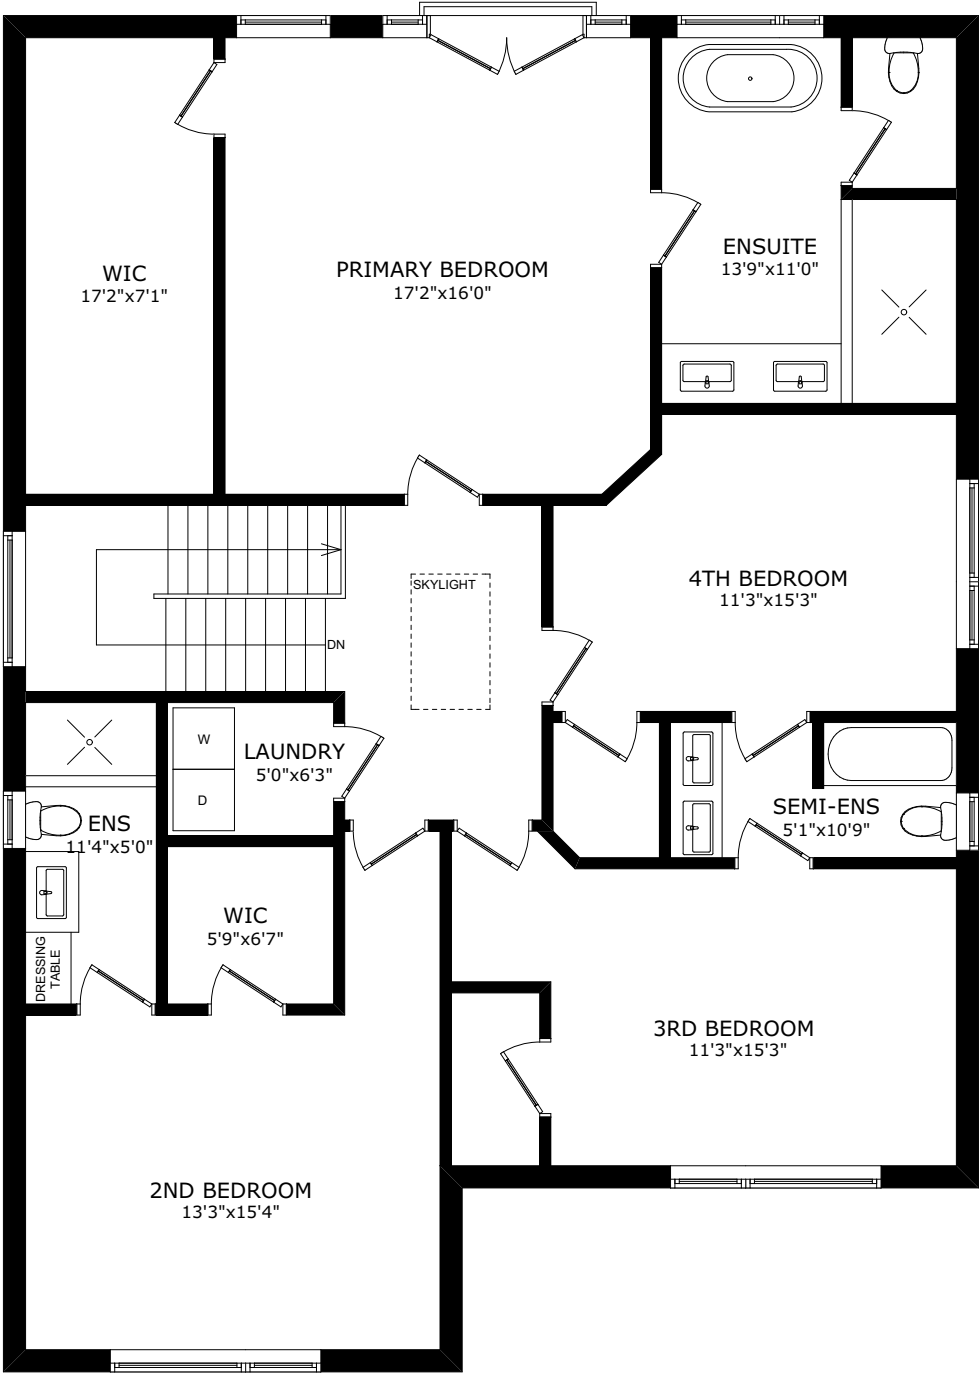 ENSUITE
13'9"x11'0"
WIC
17'2"x7'1"
PRIMARY BEDROOM
17'2"x16'0"
4TH BEDROOM
11'3"x15'3"
SKYLIGHT
DN
W
LAUNDRY
5'0"x6'3"
D
SEMI-ENS
5'1"x10'9"
ENS
11'4"x5'0"
WIC
5'9"x6'7"
DRESSING
TABLE
3RD BEDROOM
11'3"x15'3"
2ND BEDROOM
13'3"x15'4"